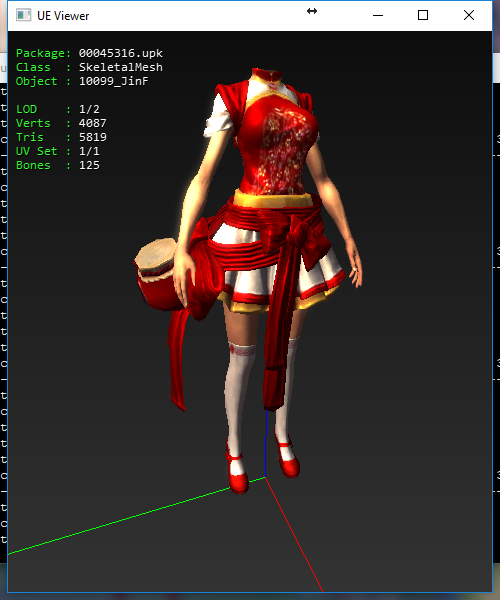 UE Viewer
Package: 00045316.upk
Class : SkeletalMesh
Object : 10099_JinF
LOD : 1/2
Verts : 4087
Tris : 5819
UV Set : 1/1
Bones : 125